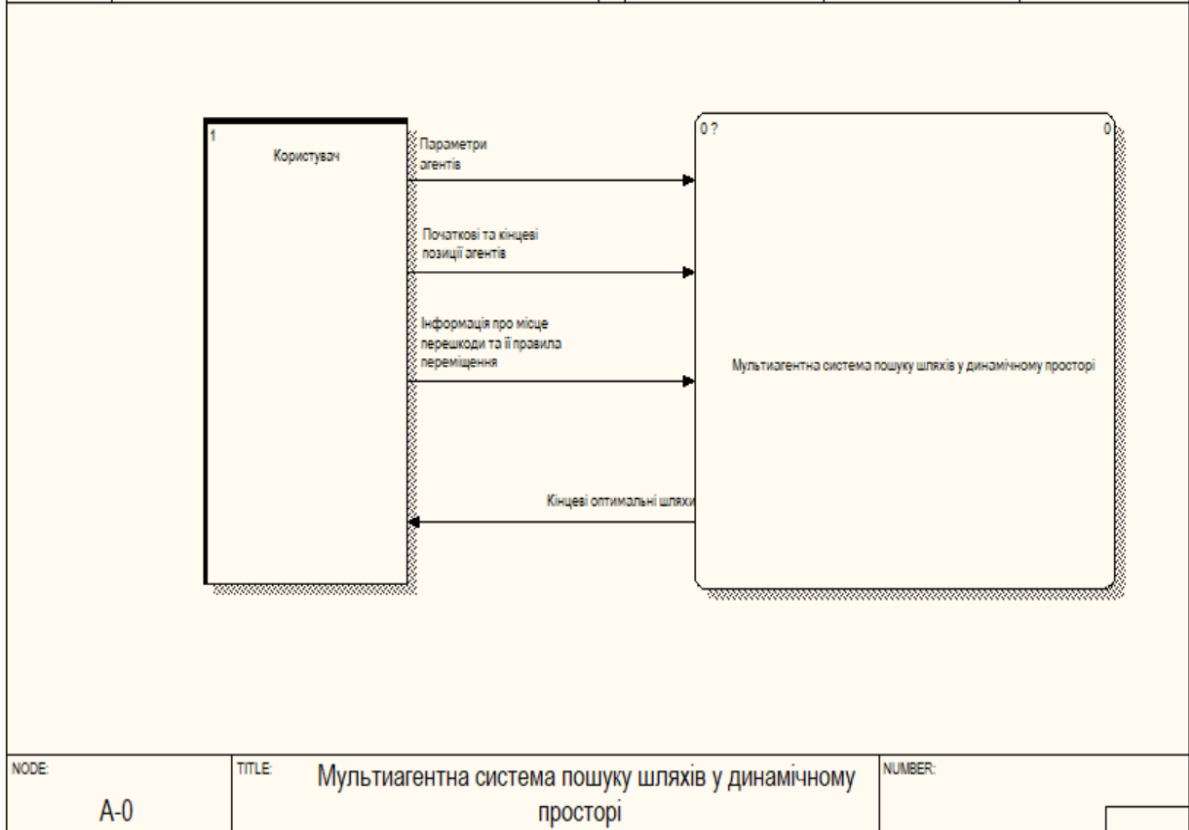 1
Користувач
Параметри
агентів
Початкові та кінцеві
позиції агентів
Інформація про місце
перешкоди та її правила
переміщення
Кінцеві оптимальні шляхи
0 ?
0
Мультиагентна система пошуку шляхів у динамічному просторі
NODE:
A-0
TITLE:
Мультиагентна система пошуку шляхів у динамічному
просторі
NUMBER: